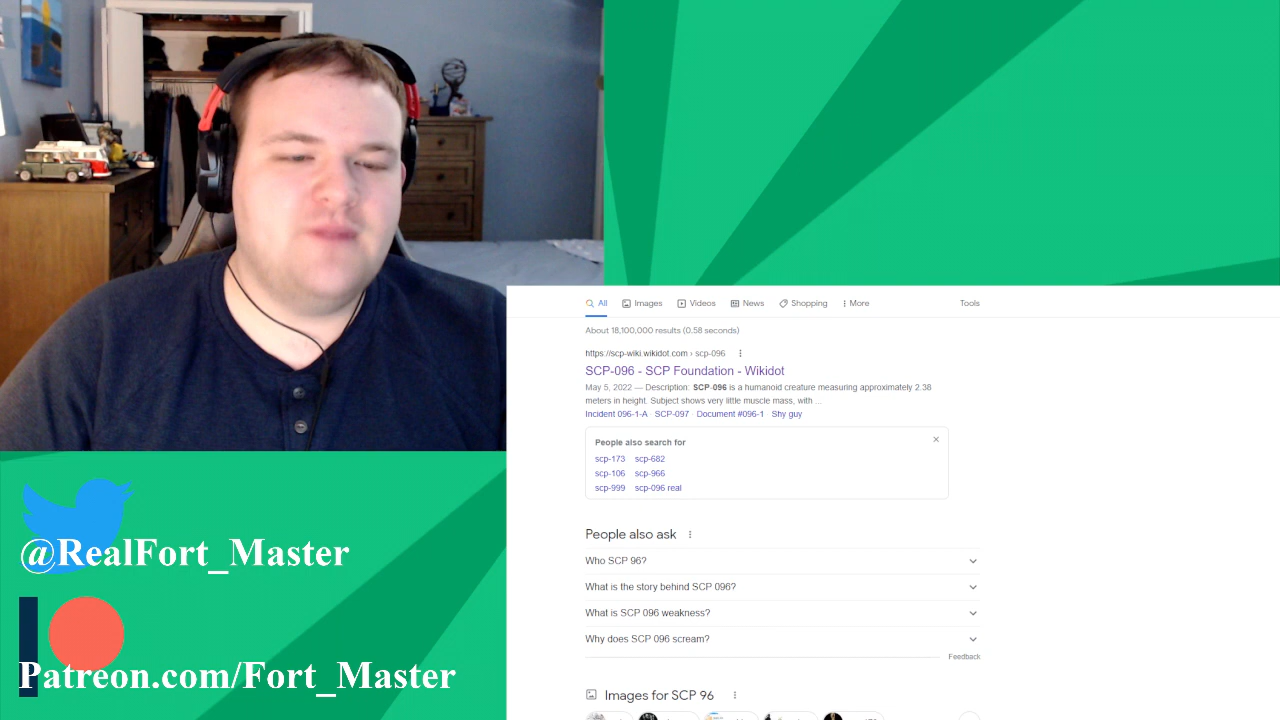 All Images Videos News Shopping More Tools
About 18,100,000 results (0.58 seconds)
https://scp-wiki.wikidot.com › scp-096
SCP-096 - SCP Foundation - Wikidot
May 5, 2022 — Description: SCP-096 is a humanoid creature measuring approximately 2.38
meters in height. Subject shows very little muscle mass, with ...
Incident 096-1-A · SCP-097 · Document #096-1 · Shy guy
People also search for
scp-173 scp-682
scp-106 scp-966
scp-999 scp-096 real
People also ask
Who SCP 96?
What is the story behind SCP 096?
What is SCP 096 weakness?
Why does SCP 096 scream?
Feedback
Images for SCP 96
@RealFort_Master
Patreon.com/Fort_Master